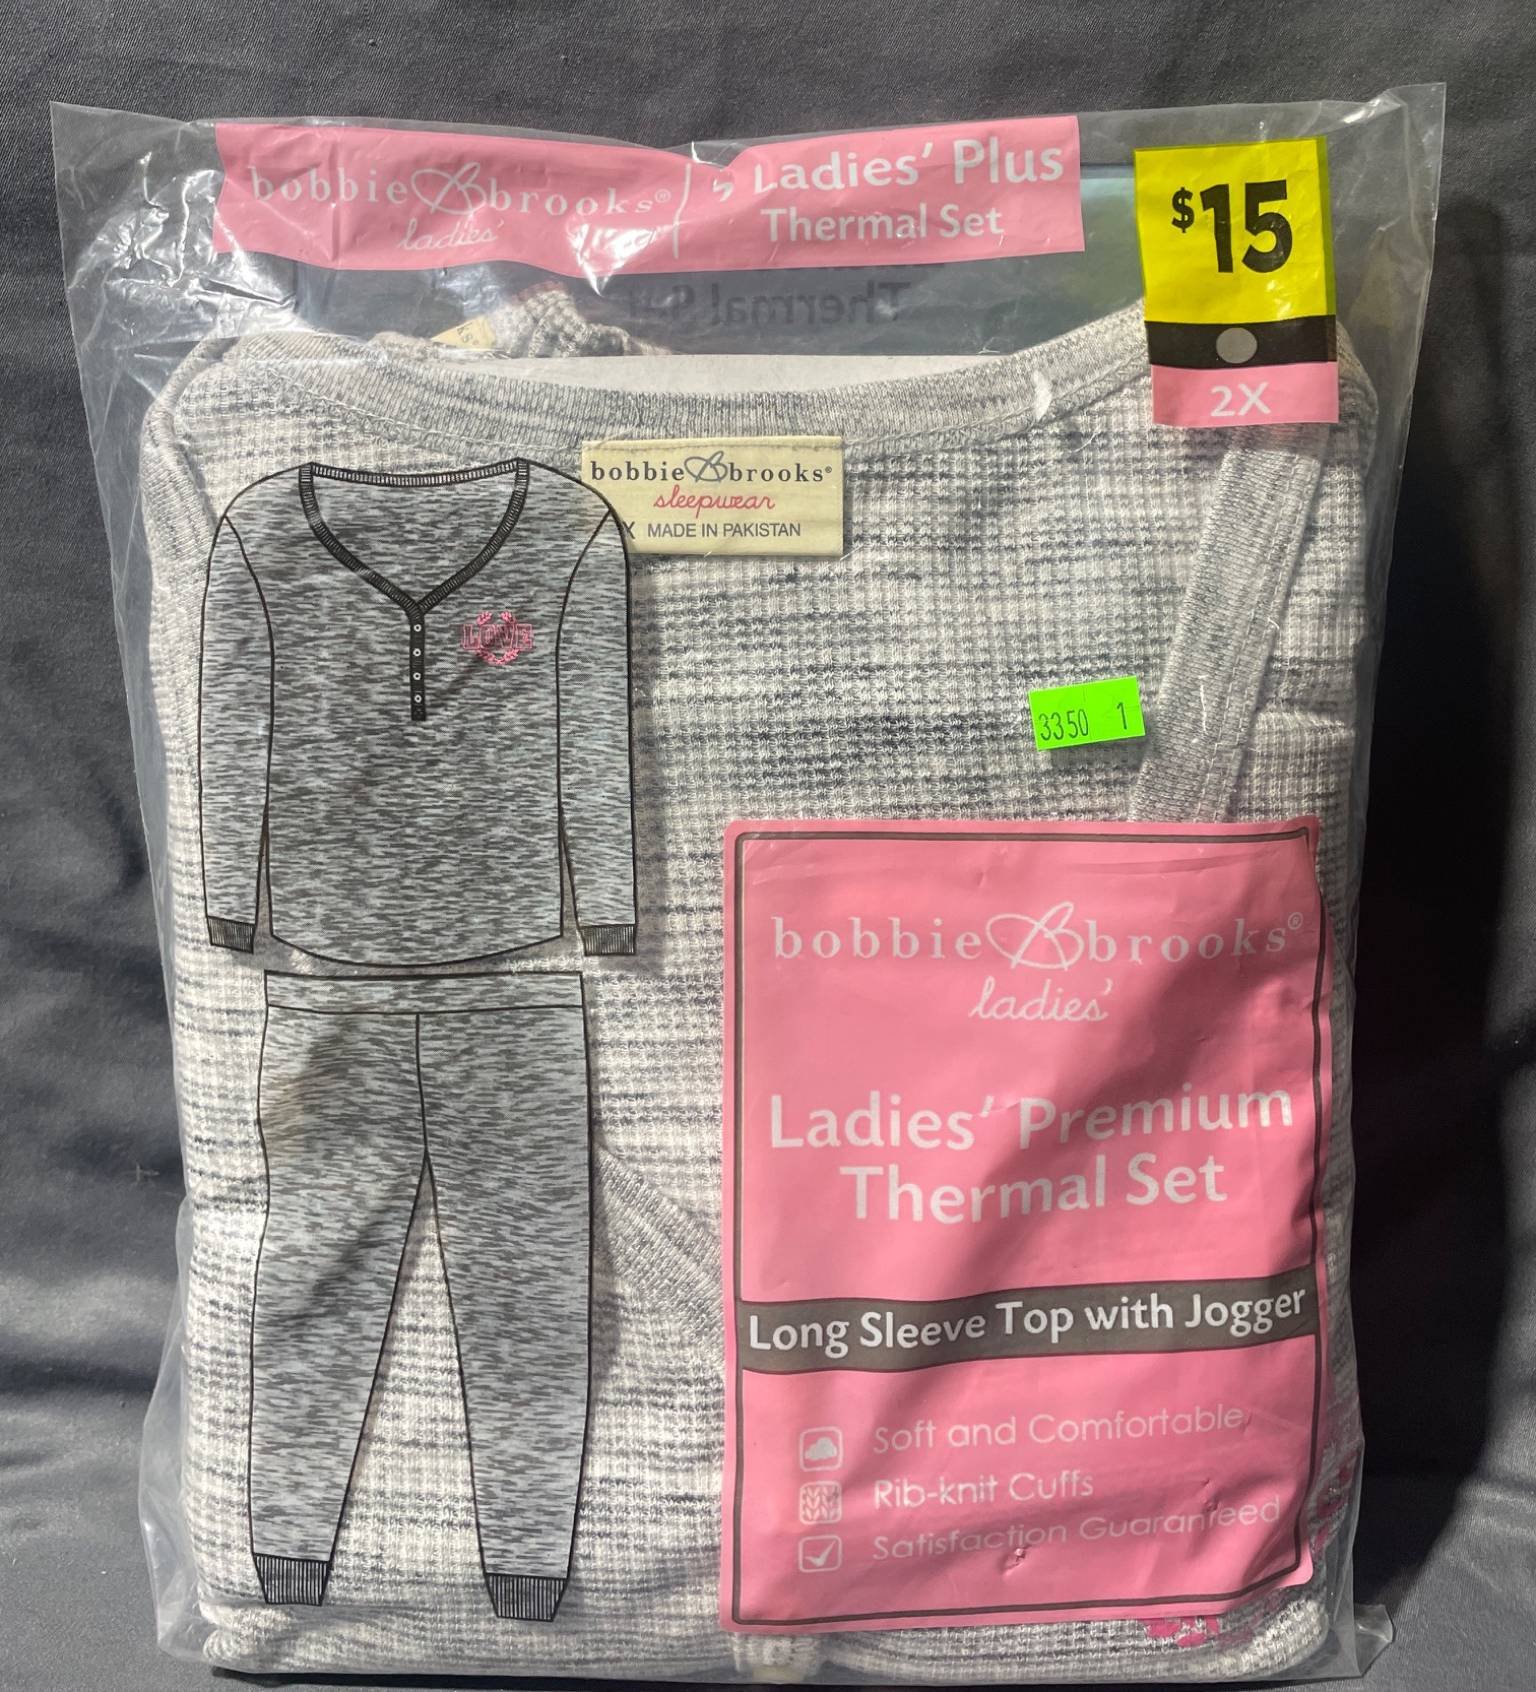 bobbie brooks® ladies' Ladies' Plus
Thermal Set
$15
2X
bobbie brooks®
sleepwear
X MADE IN PAKISTAN
LOVE
3350 1
bobbie brooks®
ladies'
Ladies' Premium
Thermal Set
Long Sleeve Top with Jogger
Soft and Comfortable
Rib-knit Cuffs
Satisfaction Guaranteed